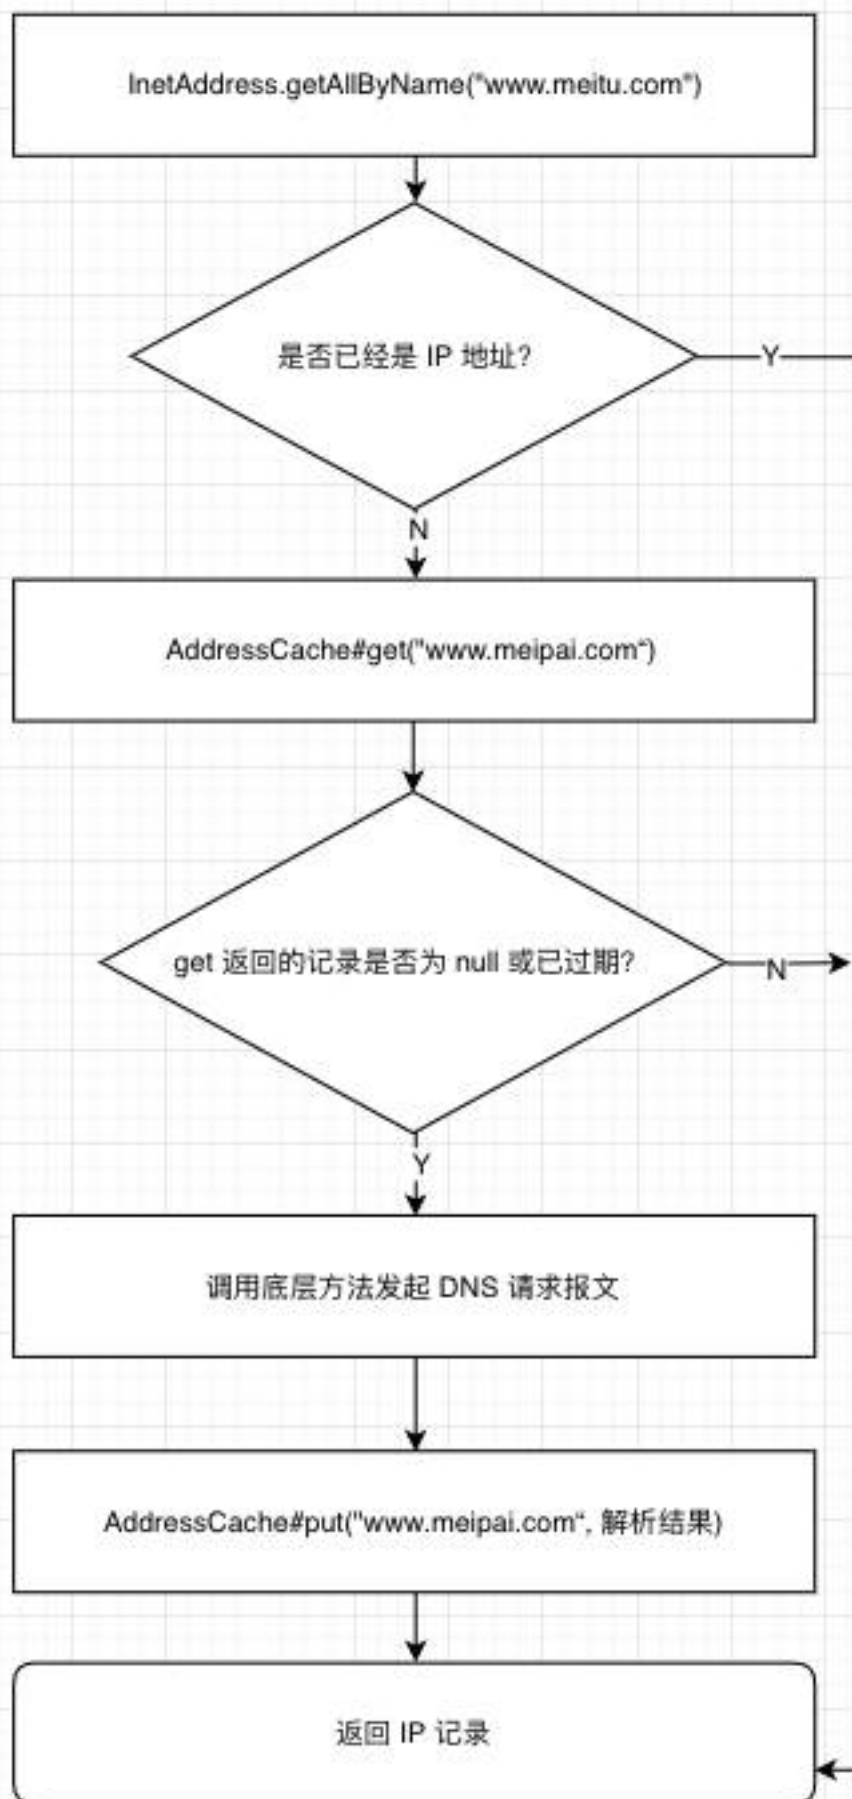 InetAddress.getAllByName("www.meitu.com")
是否已经是 IP 地址?
Y
N
AddressCache#get("www.meipai.com“)
get 返回的记录是否为 null 或已过期?
N
Y
调用底层方法发起 DNS 请求报文
AddressCache#put("www.meipai.com“, 解析结果)
返回 IP 记录